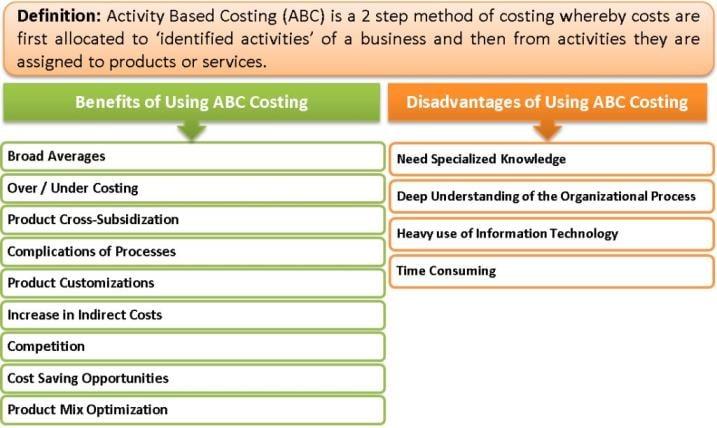 Definition: Activity Based Costing (ABC) is a 2 step method of costing whereby costs are
first allocated to ‘identified activities’ of a business and then from activities they are
assigned to products or services.
Benefits of Using ABC Costing
Broad Averages
Over / Under Costing
Product Cross-Subsidization
Complications of Processes
Product Customizations
Increase in Indirect Costs
Competition
Cost Saving Opportunities
Product Mix Optimization
Disadvantages of Using ABC Costing
Need Specialized Knowledge
Deep Understanding of the Organizational Process
Heavy use of Information Technology
Time Consuming